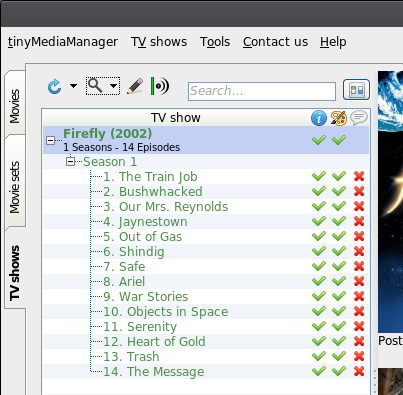 tinyMediaManager TV shows Tools Contact us Help
Search...
TV show
Firefly (2002)
1 Seasons - 14 Episodes
Season 1
1. The Train Job
2. Bushwhacked
3. Our Mrs. Reynolds
4. Jaynestown
5. Out of Gas
6. Shindig
7. Safe
8. Ariel
9. War Stories
10. Objects in Space
11. Serenity
12. Heart of Gold
13. Trash
14. The Message
Movies
Movie sets
TV shows
Post